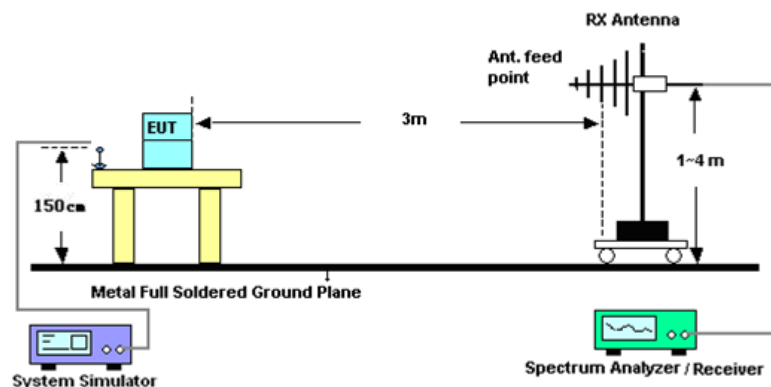 RX Antenna
Ant. feed
point
EUT
3m
1~4 m
150cm
Metal Full Soldered Ground Plane
System Simulator
Spectrum Analyzer / Receiver